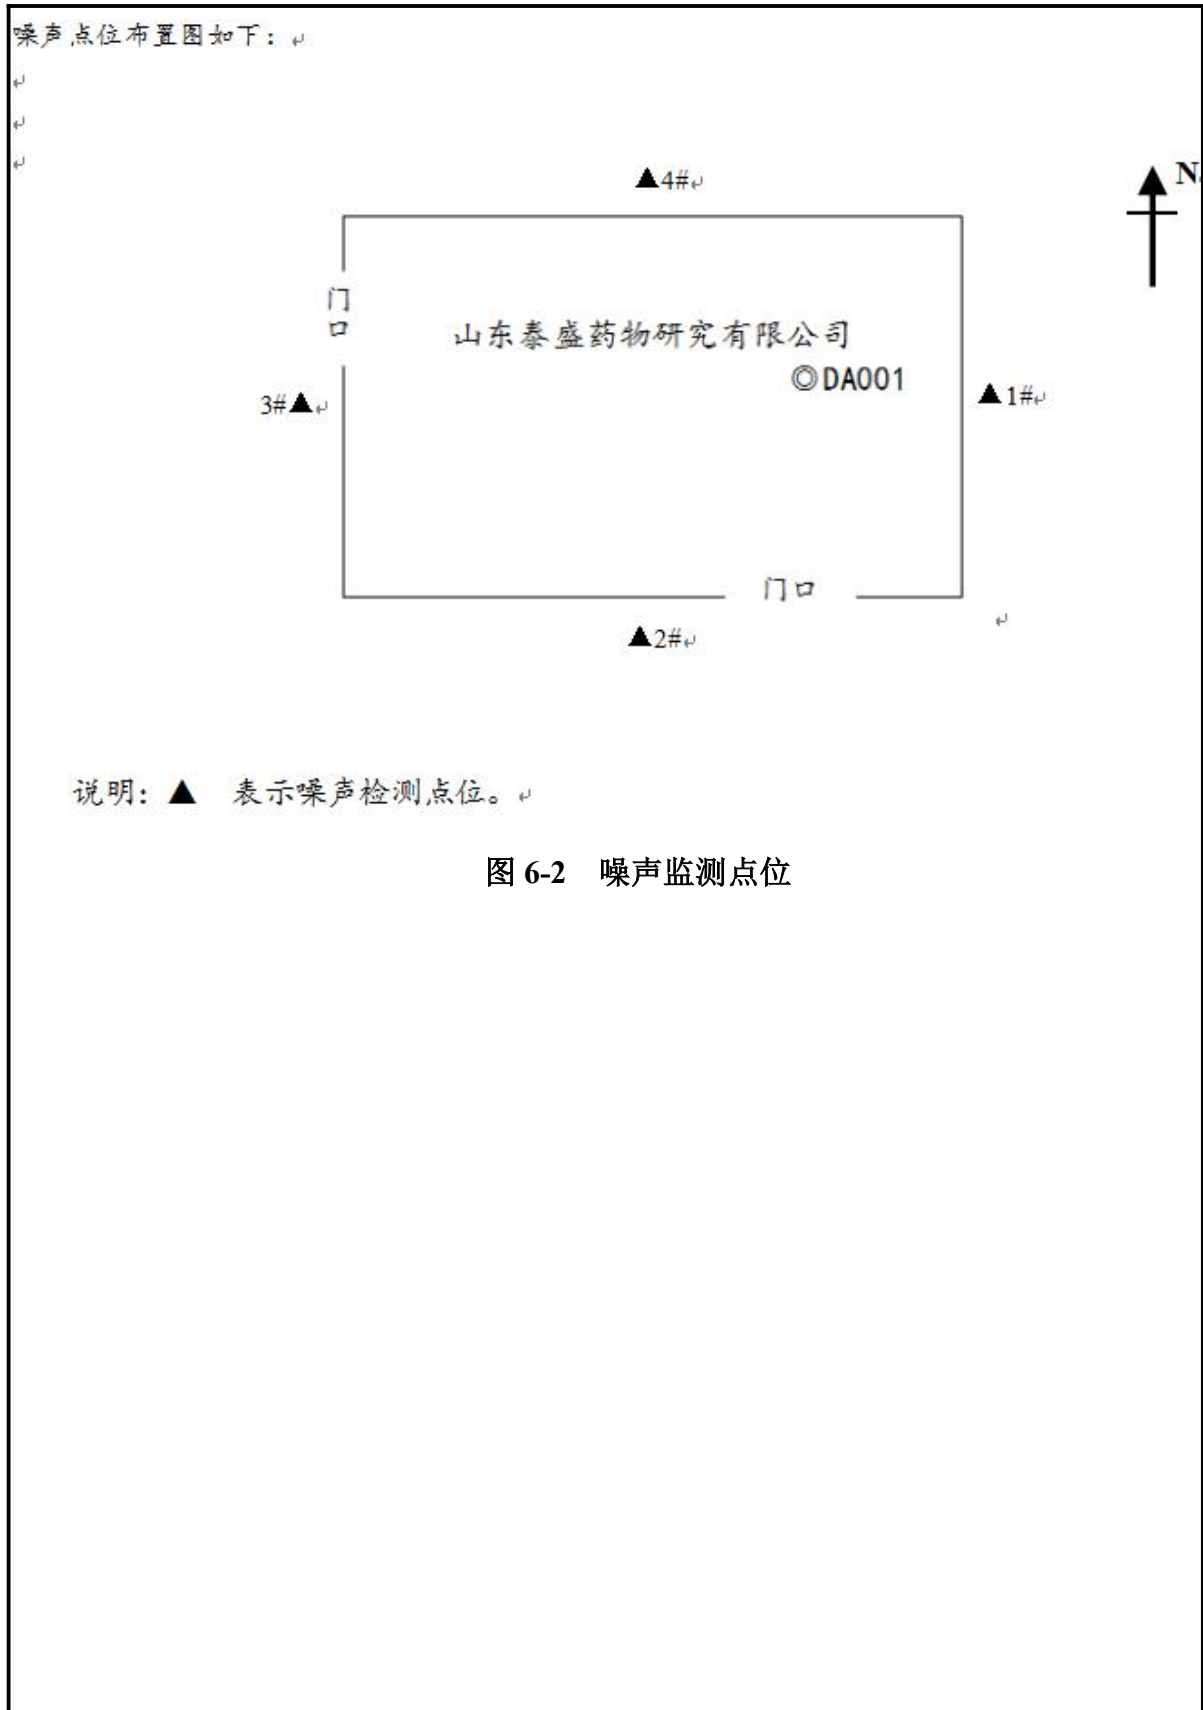 噪声点位布置图如下：
▲4#
N
门
口
山东泰盛药物研究有限公司
◎DA001
3#▲
▲1#
门口
▲2#
说明：▲ 表示噪声检测点位。
图 6-2 噪声监测点位